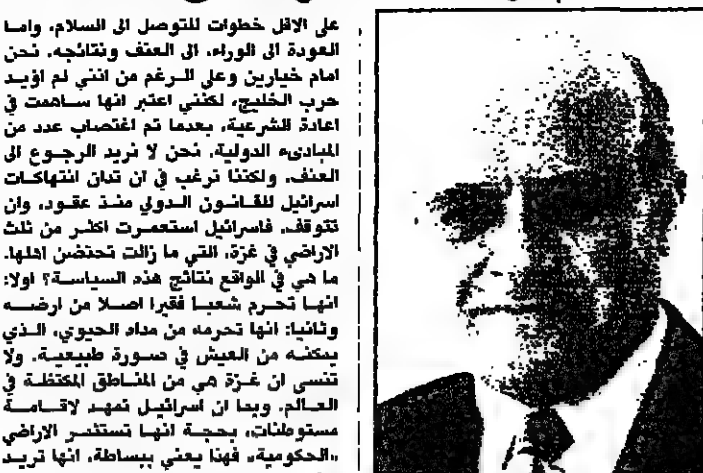 على الاقل خطوات للتوصل الى السلام، واما
العودة الى الوراء، الى العنف ونتائجه. نحن
امام خيارين وعلى الرغم من انني لم اؤيد
حرب الخليج، لكنني اعتبر انها ساهمت في
اعادة الشرعية، بعدما تم اغتصاب عدد من
المبادىء الدولية. نحن لا نريد الرجوع الى
العنف. ولكننا نرغب في ان تدان انتهاكات
اسرائيل للقانون الدولي منذ عقود، وان
تتوقف. فاسرائيل استعمرت اكثر من ثلث
الاراضي في غزة، التي ما زالت تحتضن اهلها.
ما هي في الواقع نتائج هذه السياسة؟ اولا:
انها تحرم شعبا فقيرا اصلا من ارضه
وثانيا: انها تحرمه من مداه الحيوي، الذي
يمكنه من العيش في صورة طبيعية. ولا
ننسى ان غزة هي من المناطق المكتظة في
العالم. وبما ان اسرائيل تمهد لاقامة
مستوطنات، بحجة انها تستثمر الاراضي
«الحكومية» فهذا يعني ببساطة، انها تريد